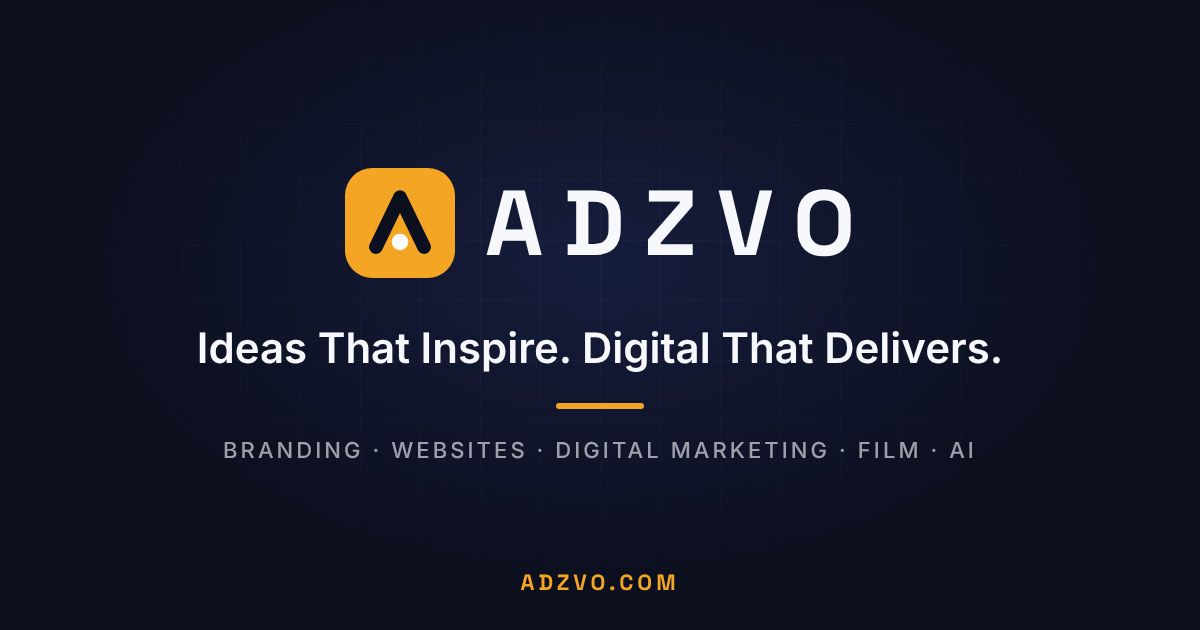 ADZVO
Ideas That Inspire. Digital That Delivers.
BRANDING · WEBSITES · DIGITAL MARKETING · FILM · AI
ADZVO.COM